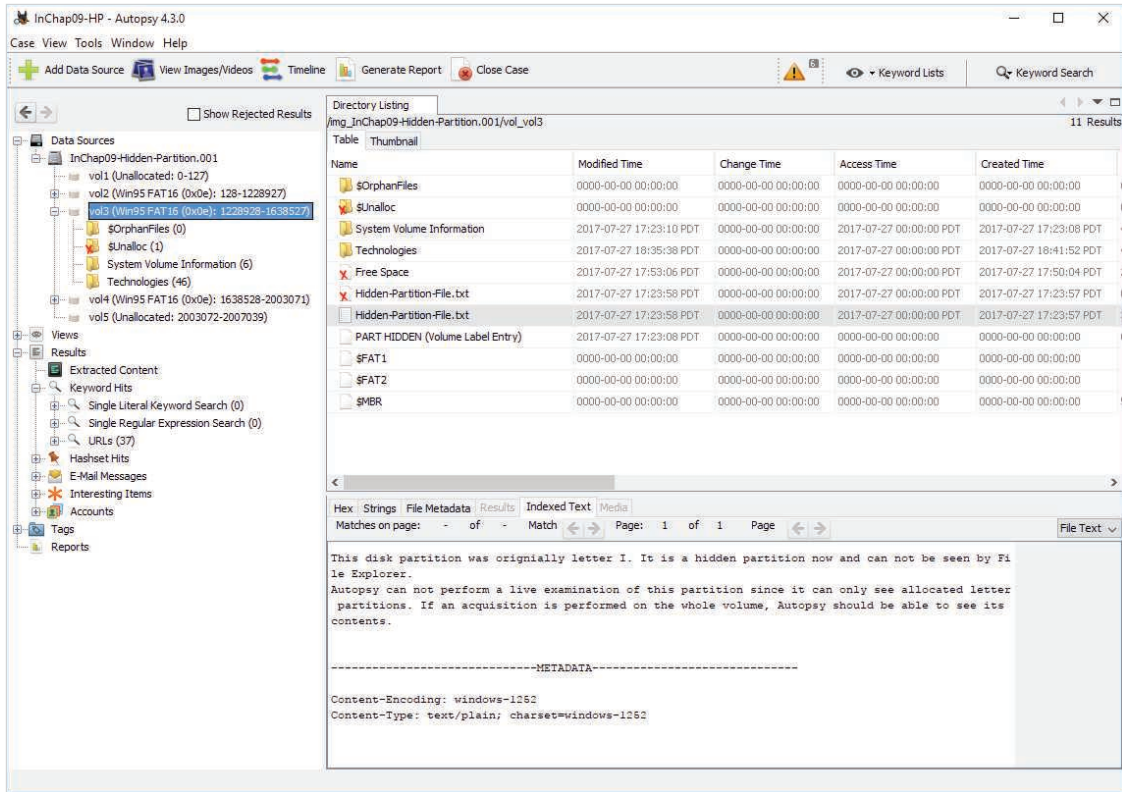 InChap09-HP - Autopsy 4.3.0
Case View Tools Window Help
Add Data Source View Images/Videos Timeline Generate Report Close Case Keyword Lists Keyword Search
Show Rejected Results
Data Sources
InChap09-Hidden-Partition.001
vol1 (Unallocated: 0-127)
vol2 (Win95 FAT16 (0x0e): 128-1228927)
vol3 (Win95 FAT16 (0x0e): 1228928-1638527)
$OrphanFiles (0)
$Unalloc (1)
System Volume Information (6)
Technologies (46)
vol4 (Win95 FAT16 (0x0e): 1638528-2003071)
vol5 (Unallocated: 2003072-2007039)
Views
Results
Extracted Content
Keyword Hits
Single Literal Keyword Search (0)
Single Regular Expression Search (0)
URLs (37)
Hashset Hits
E-Mail Messages
Interesting Items
Accounts
Tags
Reports
Directory Listing
/img_InChap09-Hidden-Partition.001/vol_vol3 11 Results
Table Thumbnail
Name Modified Time Change Time Access Time Created Time
$OrphanFiles 0000-00-00 00:00:00 0000-00-00 00:00:00 0000-00-00 00:00:00 0000-00-00 00:00:00
$Unalloc 0000-00-00 00:00:00 0000-00-00 00:00:00 0000-00-00 00:00:00 0000-00-00 00:00:00
System Volume Information 2017-07-27 17:23:10 PDT 0000-00-00 00:00:00 2017-07-27 00:00:00 PDT 2017-07-27 17:23:08 PDT
Technologies 2017-07-27 18:35:38 PDT 0000-00-00 00:00:00 2017-07-27 00:00:00 PDT 2017-07-27 18:41:52 PDT
Free Space 2017-07-27 17:53:06 PDT 0000-00-00 00:00:00 2017-07-27 00:00:00 PDT 2017-07-27 17:50:04 PDT
Hidden-Partition-File.txt 2017-07-27 17:23:58 PDT 0000-00-00 00:00:00 2017-07-27 00:00:00 PDT 2017-07-27 17:23:57 PDT
Hidden-Partition-File.txt 2017-07-27 17:23:58 PDT 0000-00-00 00:00:00 2017-07-27 00:00:00 PDT 2017-07-27 17:23:57 PDT
PART HIDDEN (Volume Label Entry) 2017-07-27 17:23:08 PDT 0000-00-00 00:00:00 0000-00-00 00:00:00 0000-00-00 00:00:00
$FAT1 0000-00-00 00:00:00 0000-00-00 00:00:00 0000-00-00 00:00:00 0000-00-00 00:00:00
$FAT2 0000-00-00 00:00:00 0000-00-00 00:00:00 0000-00-00 00:00:00 0000-00-00 00:00:00
$MBR 0000-00-00 00:00:00 0000-00-00 00:00:00 0000-00-00 00:00:00 0000-00-00 00:00:00
Hex Strings File Metadata Results Indexed Text Media
Matches on page: - of - Match Page: 1 of 1 Page File Text
This disk partition was orignially letter I. It is a hidden partition now and can not be seen by Fi
le Explorer.
Autopsy can not perform a live examination of this partition since it can only see allocated letter
partitions. If an acquisition is performed on the whole volume, Autopsy should be able to see its
contents.
------------------------------METADATA------------------------------
Content-Encoding: windows-1252
Content-Type: text/plain; charset=windows-1252